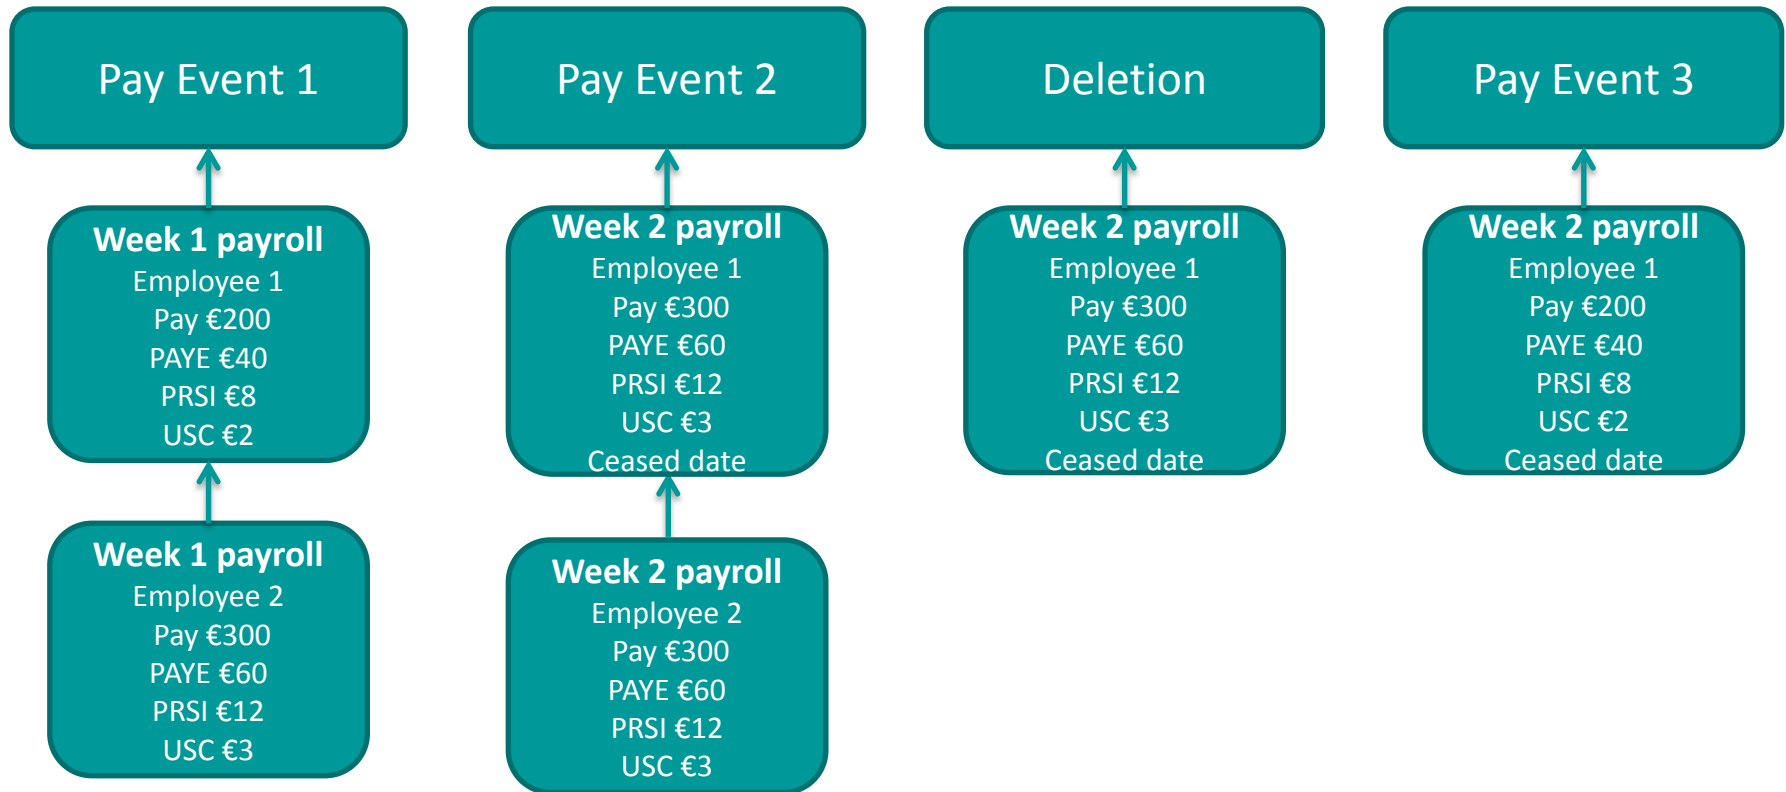 Pay Event 1
Week 1 payroll
Employee 1
Pay €200
PAYE €40
PRSI €8
USC €2
Week 1 payroll
Employee 2
Pay €300
PAYE €60
PRSI €12
USC €3
Pay Event 2
Week 2 payroll
Employee 1
Pay €300
PAYE €60
PRSI €12
USC €3
Ceased date
Week 2 payroll
Employee 2
Pay €300
PAYE €60
PRSI €12
USC €3
Deletion
Week 2 payroll
Employee 1
Pay €300
PAYE €60
PRSI €12
USC €3
Ceased date
Pay Event 3
Week 2 payroll
Employee 1
Pay €200
PAYE €40
PRSI €8
USC €2
Ceased date